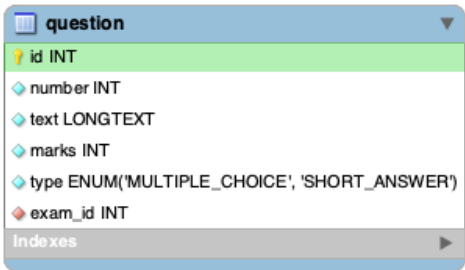 question
id INT
number INT
text LONGTEXT
marks INT
type ENUM('MULTIPLE_CHOICE', 'SHORT_ANSWER')
exam_id INT
Indexes